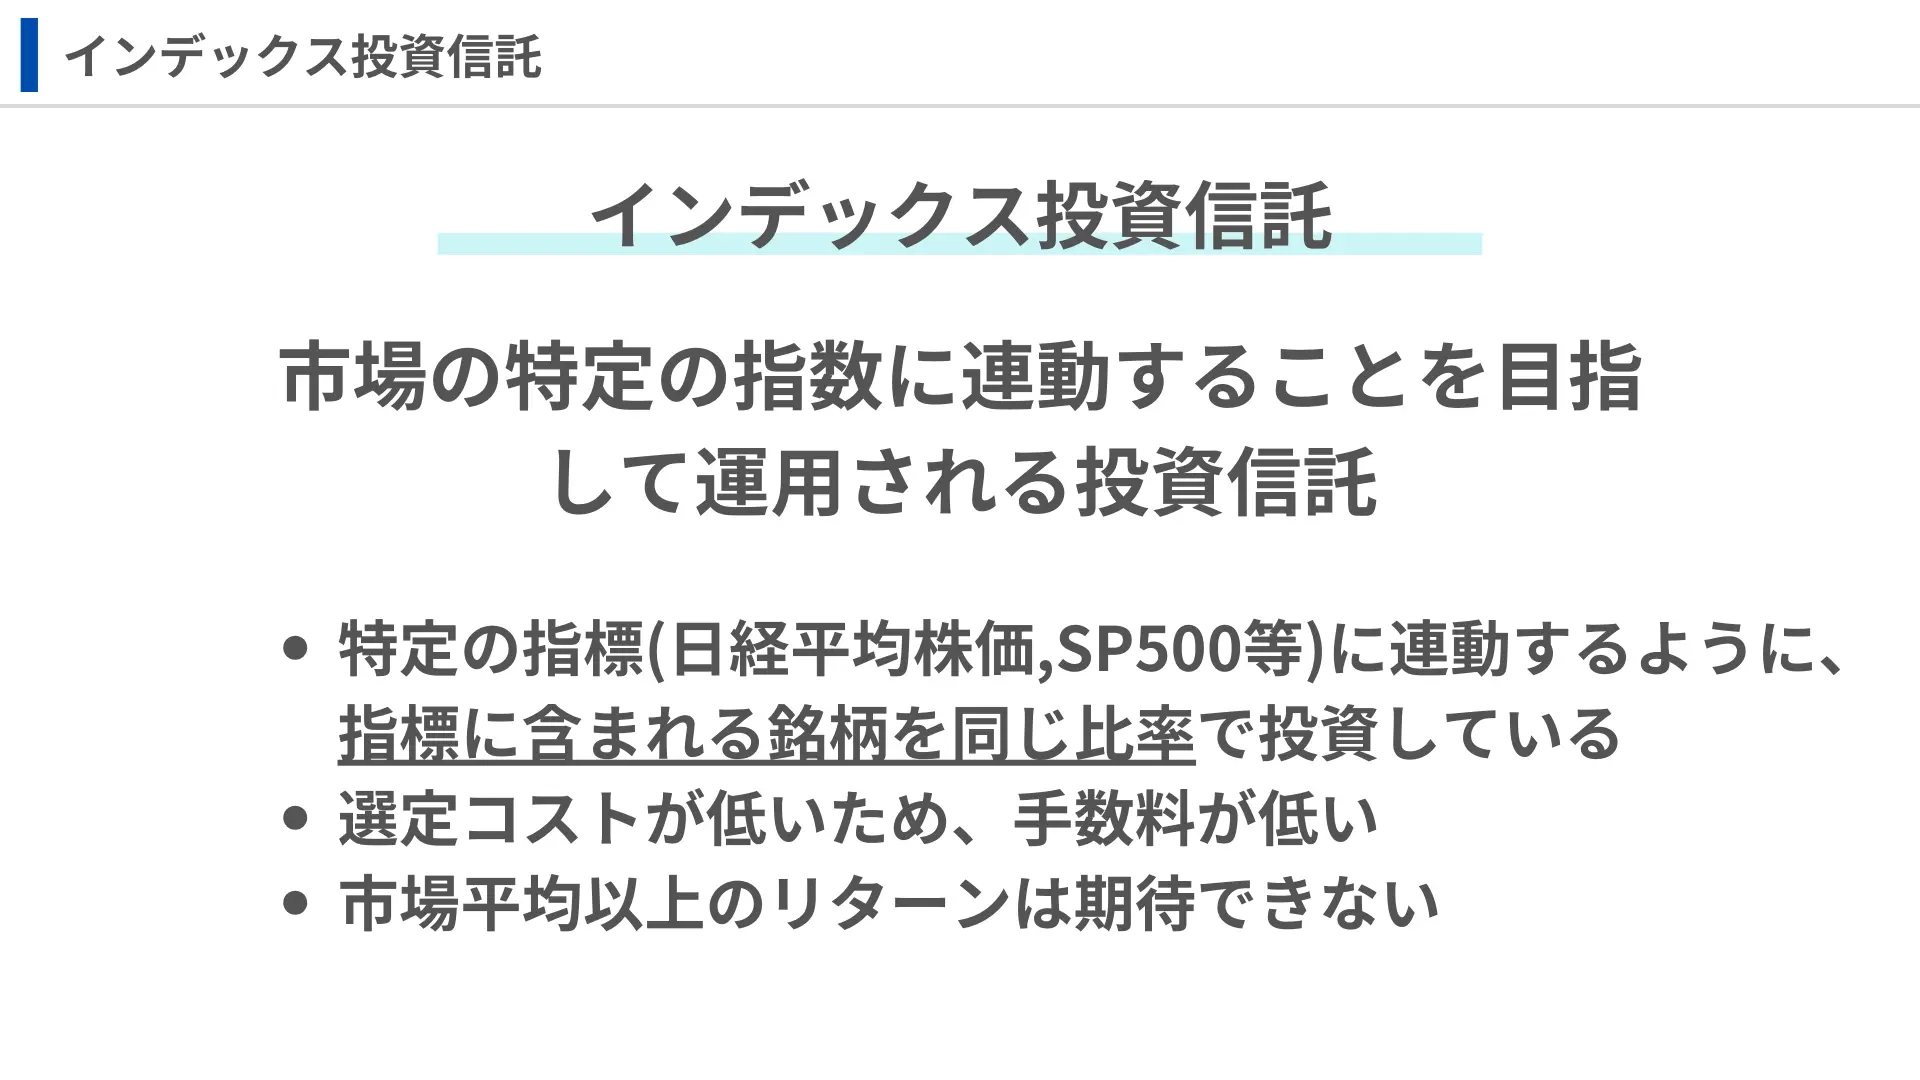 インデックス投資信託
インデックス投資信託
市場の特定の指数に連動することを目指
して運用される投資信託
• 特定の指標(日経平均株価,SP500等)に連動するように、
指標に含まれる銘柄を同じ比率で投資している
• 選定コストが低いため、手数料が低い
• 市場平均以上のリターンは期待できない